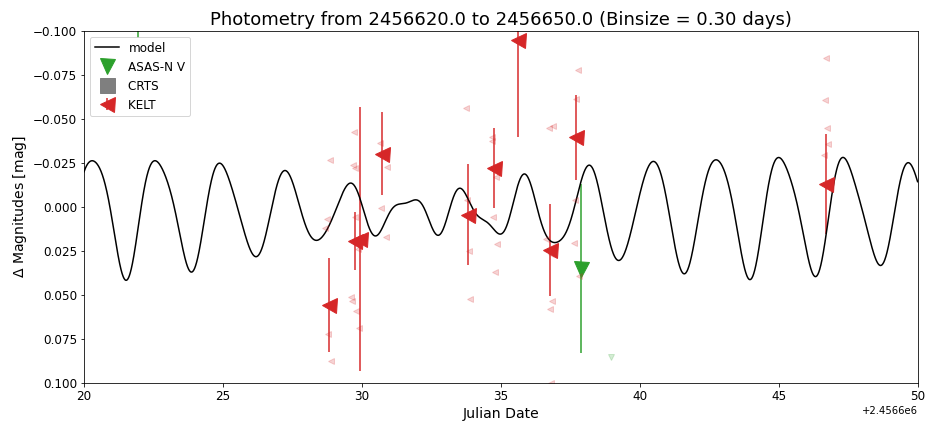 Photometry from 2456620.0 to 2456650.0 (Binsize = 0.30 days)
model
ASAS-N V
CRTS
KELT
Δ Magnitudes [mag]
−0.100
−0.075
−0.050
−0.025
0.000
0.025
0.050
0.075
0.100
20 25 30 35 40 45 50
+2.4566e6
Julian Date